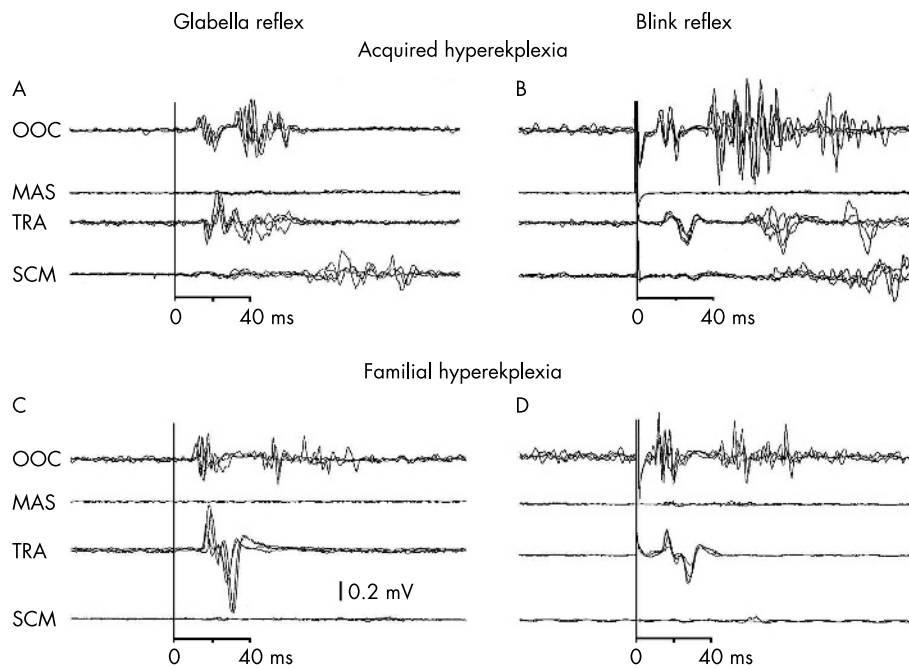 Glabella reflex Blink reflex
Acquired hyperekplexia
A B
OOC
MAS
TRA
SCM
0 40 ms 0 40 ms
Familial hyperekplexia
C D
OOC
MAS
TRA
0.2 mV
SCM
0 40 ms 0 40 ms